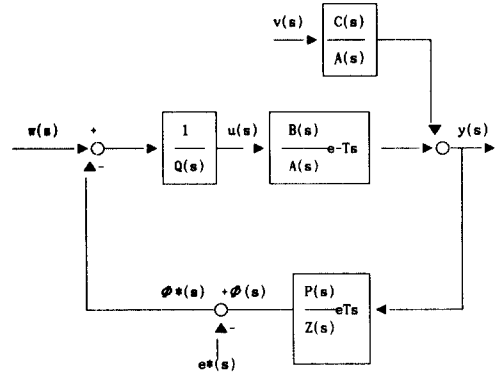 v(s)
C(s)
A(s)
w(s)
+
-
1
Q(s)
u(s)
B(s)
A(s)
e-Ts
y(s)
Φ*(s)
+Φ(s)
-
e*(s)
P(s)
Z(s)
eTs